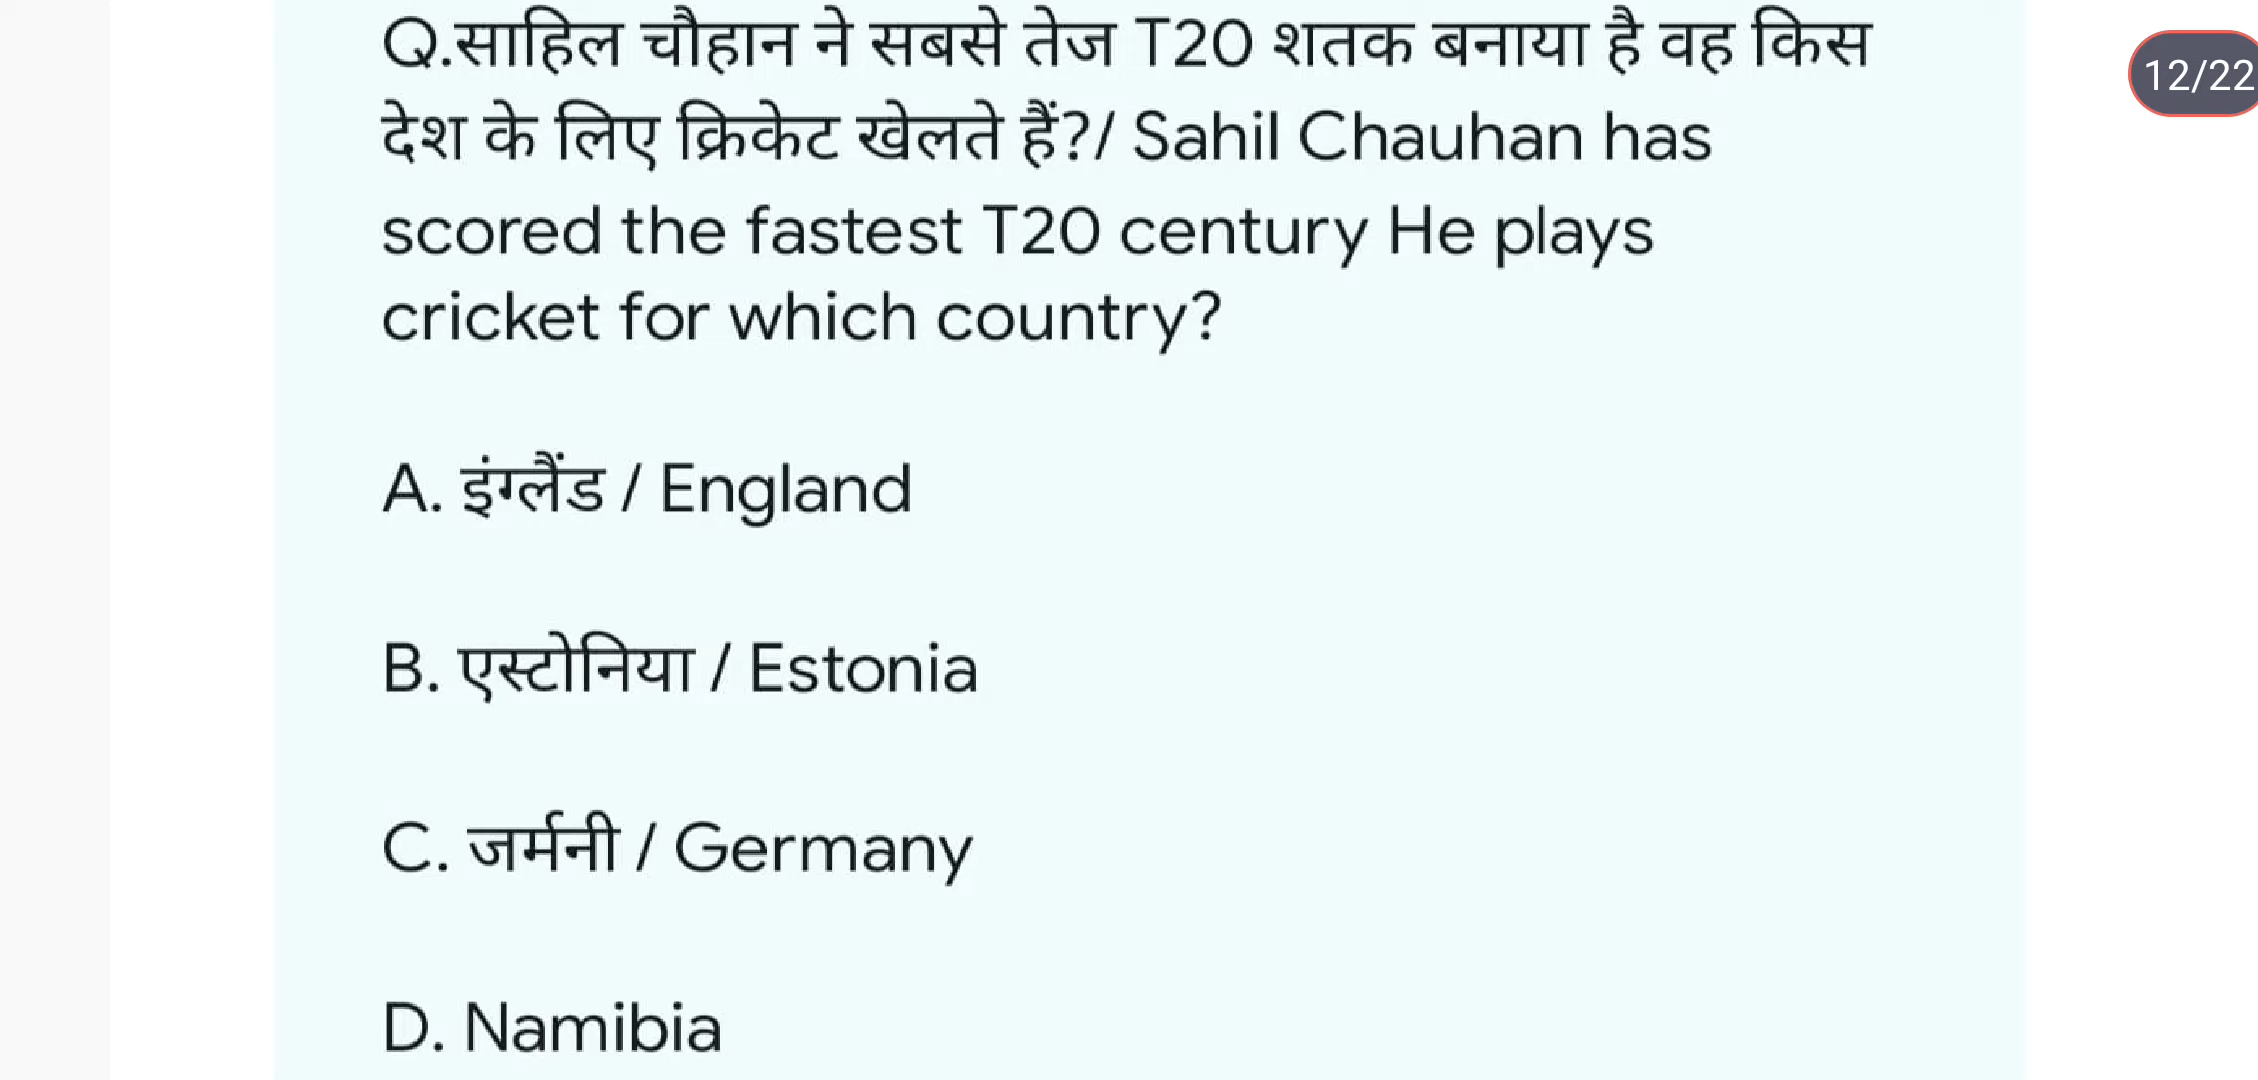 Q.साहिल चौहान ने सबसे तेज T20 शतक बनाया है वह किस
देश के लिए क्रिकेट खेलते हैं?/ Sahil Chauhan has
scored the fastest T20 century He plays
cricket for which country?
A. इंग्लैंड / England
B. एस्टोनिया / Estonia
C. जर्मनी / Germany
D. Namibia
12/22